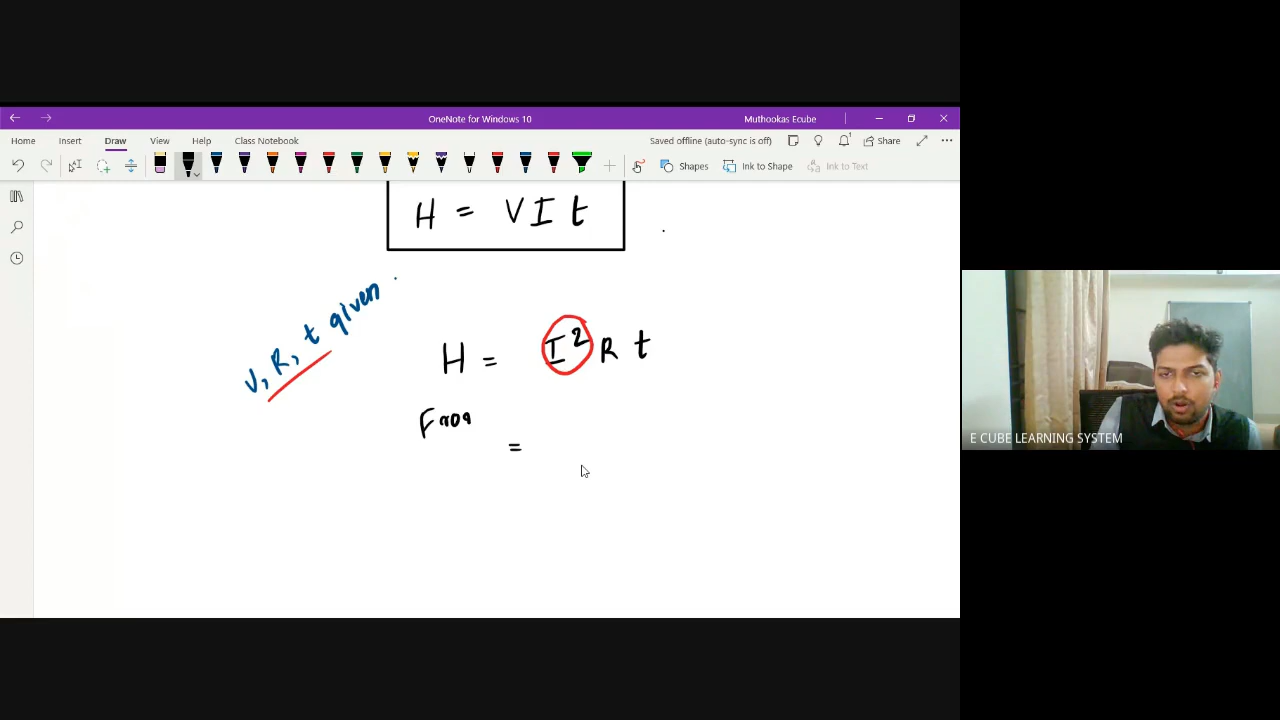 OneNote for Windows 10
Muthookas Ecube
Home Insert Draw View Help Class Notebook
Saved offline (auto-sync is off) Share
Shapes Ink to Shape Ink to Text
H = V I t
V, R, t given
H = I² R t
From
=
E CUBE LEARNING SYSTEM